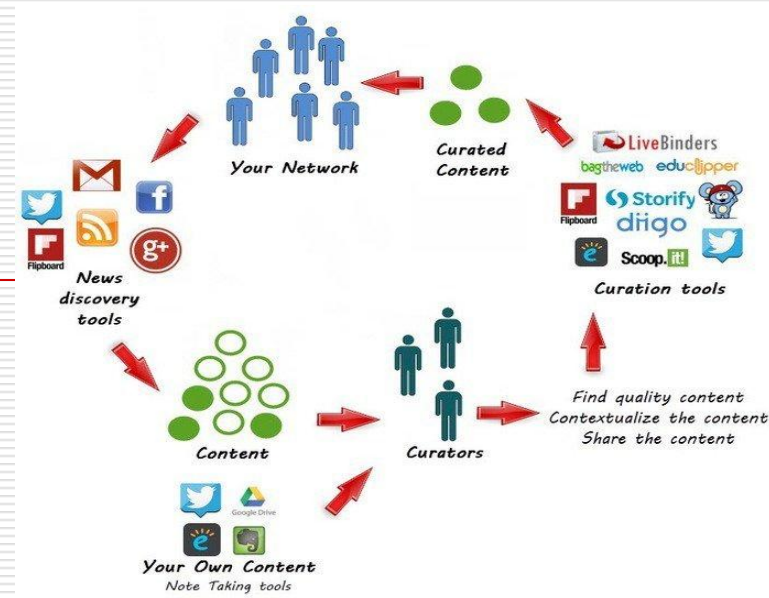 Your Network
Curated
Content
LiveBinders
bagtheweb educlipper
Flipboard
Storify
diigo
e
Scoop.it!
Curation tools
f
g+
Flipboard
News
discovery
tools
Find quality content
Contextualize the content
Share the content
Content
Curators
Google Drive
e
Your Own Content
Note Taking tools